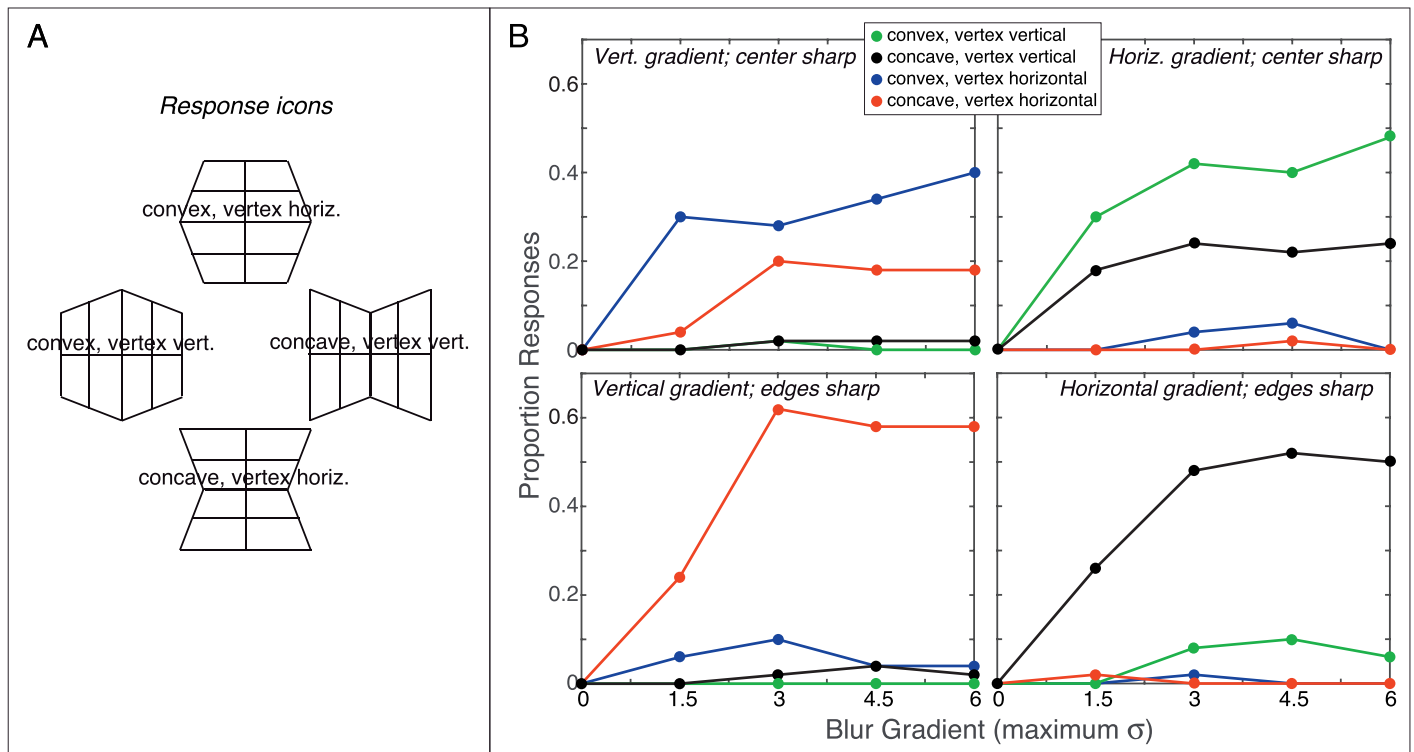 A
Response icons
convex, vertex horiz.
convex, vertex vert.
concave, vertex vert.
concave, vertex horiz.
B
convex, vertex vertical
concave, vertex vertical
convex, vertex horizontal
concave, vertex horizontal
Vert. gradient; center sharp
Horiz. gradient; center sharp
0.6
0.4
0.2
0
Proportion Responses
Vertical gradient; edges sharp
Horizontal gradient; edges sharp
0.6
0.4
0.2
0
0 1.5 3 4.5 6
0 1.5 3 4.5 6
Blur Gradient (maximum σ)